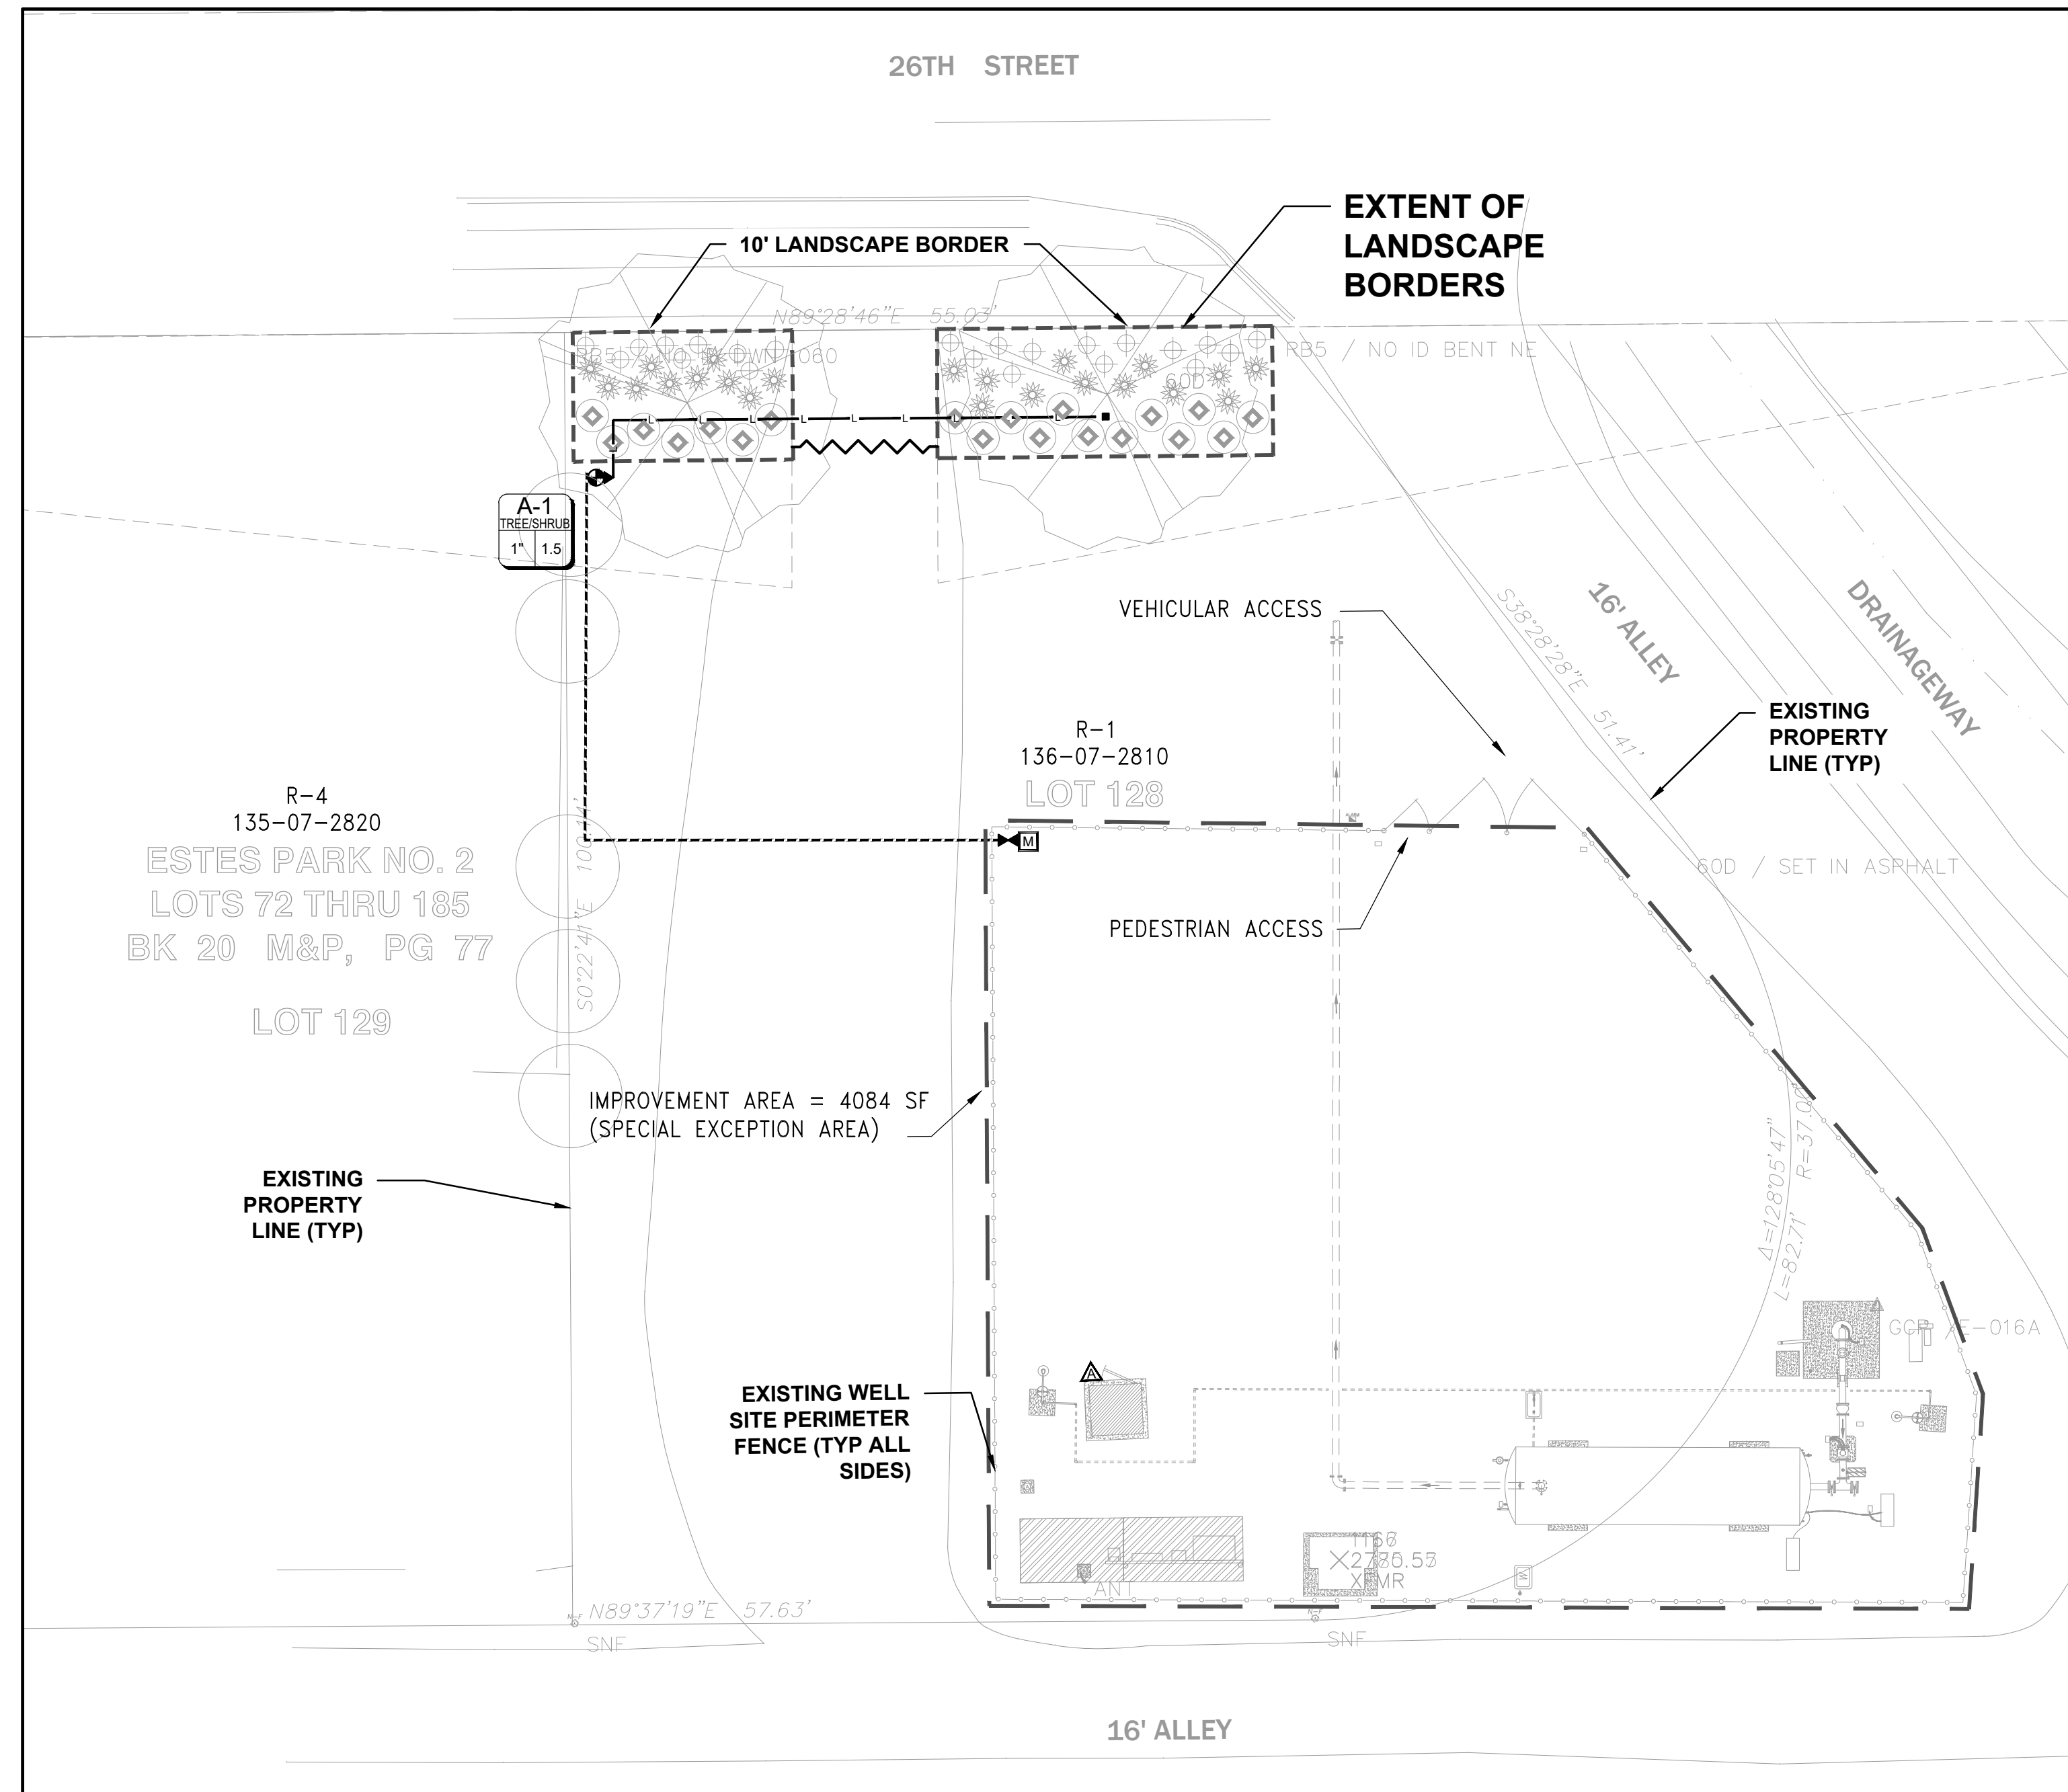 26TH STREET
EXTENT OF
LANDSCAPE
BORDERS
10' LANDSCAPE BORDER
N89°28'46"E 55.03'
RB5 / NO ID BENT NE
60D
A-1
TREE/SHRUB
1" 1.5
L L L L L L L
VEHICULAR ACCESS
S38°28'28"E 51.41'
16' ALLEY
DRAINAGEWAY
EXISTING
PROPERTY
LINE (TYP)
R-1
136-07-2810
LOT 128
R-4
135-07-2820
ESTES PARK NO. 2
LOTS 72 THRU 185
BK 20 M&P, PG 77
LOT 129
M
60D / SET IN ASPHALT
PEDESTRIAN ACCESS
S0°22'41"E
IMPROVEMENT AREA = 4084 SF
(SPECIAL EXCEPTION AREA)
Δ=128°05'47"
L=82.71'
EXISTING
PROPERTY
LINE (TYP)
EXISTING WELL
SITE PERIMETER
FENCE (TYP ALL
SIDES)
A
ANT
N89°37'19"E 57.63'
N-F
N-F
SNF
SNF
16' ALLEY